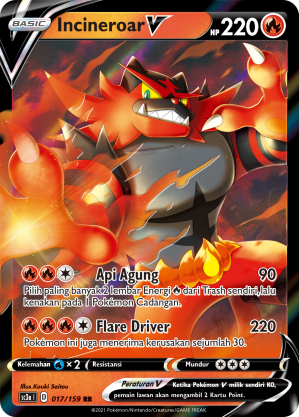 BASIC Incineroar V HP 220
Api Agung 90
Pilih paling banyak 2 lembar Energi dari Trash sendiri, lalu
kenakan pada 1 Pokémon Cadangan.
Flare Driver 220
Pokémon ini juga menerima kerusakan sejumlah 30.
Kelemahan × 2 Resistansi Mundur
Illus. Kouki Saitou
sc3a I D 017/159 RR
Peraturan V Ketika Pokémon V milik sendiri KO,
pemain lawan akan mengambil 2 Kartu Point.
©2021 Pokémon/Nintendo/Creatures/GAME FREAK.